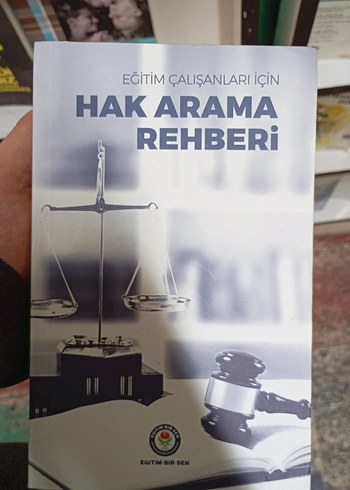 EĞİTİM ÇALIŞANLARI İÇİN
HAK ARAMA
REHBERİ
EĞİTİM-BİR-SEN